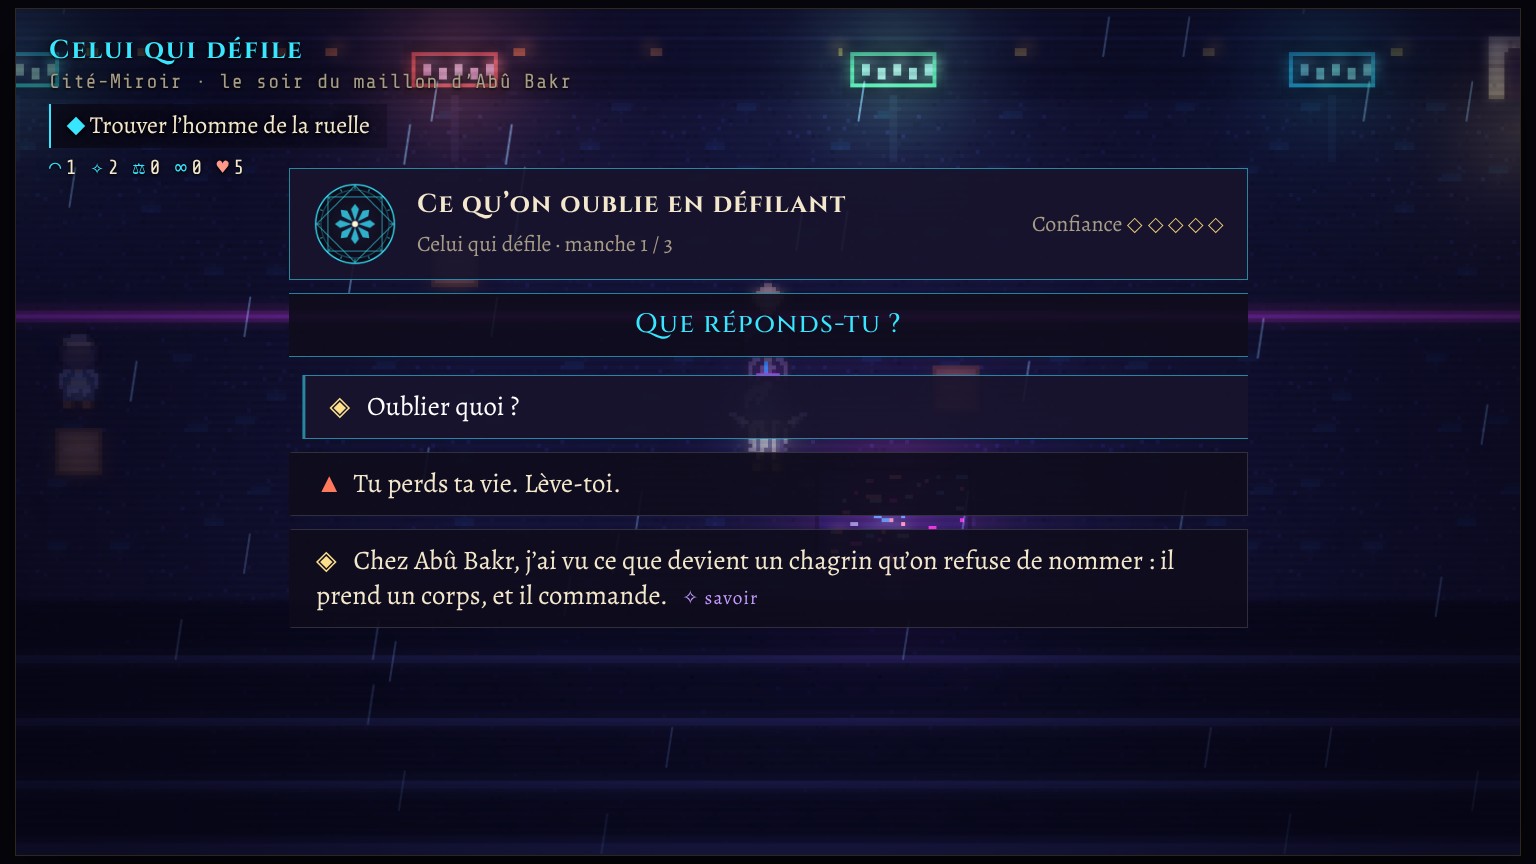 Celui qui défile
Cité-Miroir · le soir du maillon d'Abû Bakr
◆ Trouver l'homme de la ruelle
◠1 ✧2 ⚖0 ∞0 ♥5
Ce qu'on oublie en défilant
Celui qui défile · manche 1 / 3
Confiance ◇◇◇◇◇
Que réponds-tu ?
◈ Oublier quoi ?
▲ Tu perds ta vie. Lève-toi.
◈ Chez Abû Bakr, j'ai vu ce que devient un chagrin qu'on refuse de nommer : il
prend un corps, et il commande. ✧ savoir